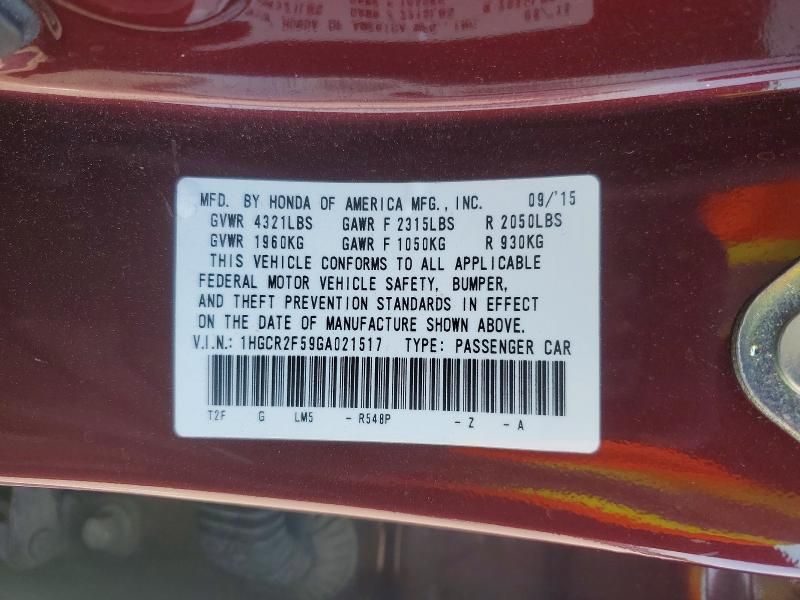 MFD. BY HONDA OF AMERICA MFG., INC. 09/'15
GVWR 4321LBS GAWR F 2315LBS R 2050LBS
GVWR 1960KG GAWR F 1050KG R 930KG
THIS VEHICLE CONFORMS TO ALL APPLICABLE
FEDERAL MOTOR VEHICLE SAFETY, BUMPER,
AND THEFT PREVENTION STANDARDS IN EFFECT
ON THE DATE OF MANUFACTURE SHOWN ABOVE.
V.I.N.: 1HGCR2F59GA021517 TYPE: PASSENGER CAR
T2F G LM5 - R548P - Z - A